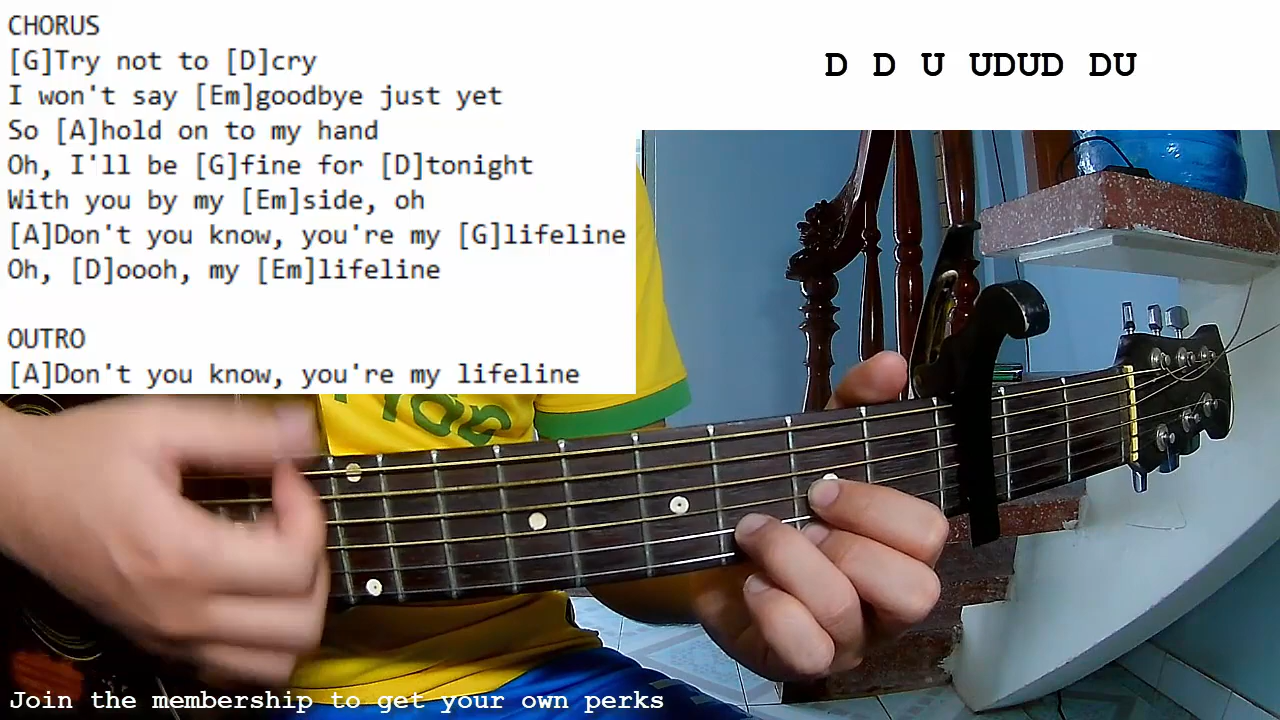 CHORUS
[G]Try not to [D]cry
I won't say [Em]goodbye just yet
So [A]hold on to my hand
Oh, I'll be [G]fine for [D]tonight
With you by my [Em]side, oh
[A]Don't you know, you're my [G]lifeline
Oh, [D]oooh, my [Em]lifeline
OUTRO
[A]Don't you know, you're my lifeline
D D U UDUD DU
Join the membership to get your own perks